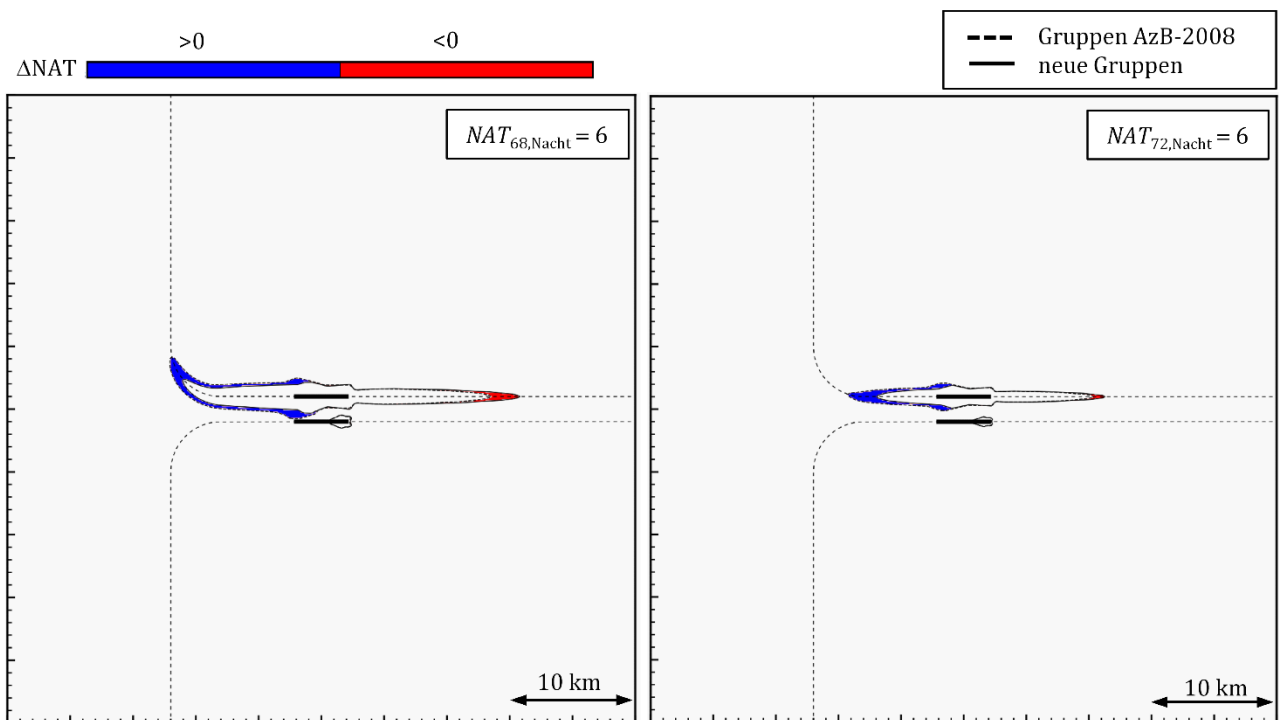 >0 <0
ΔNAT
Gruppen AzB-2008
neue Gruppen
NAT68,Nacht = 6
NAT72,Nacht = 6
10 km
10 km